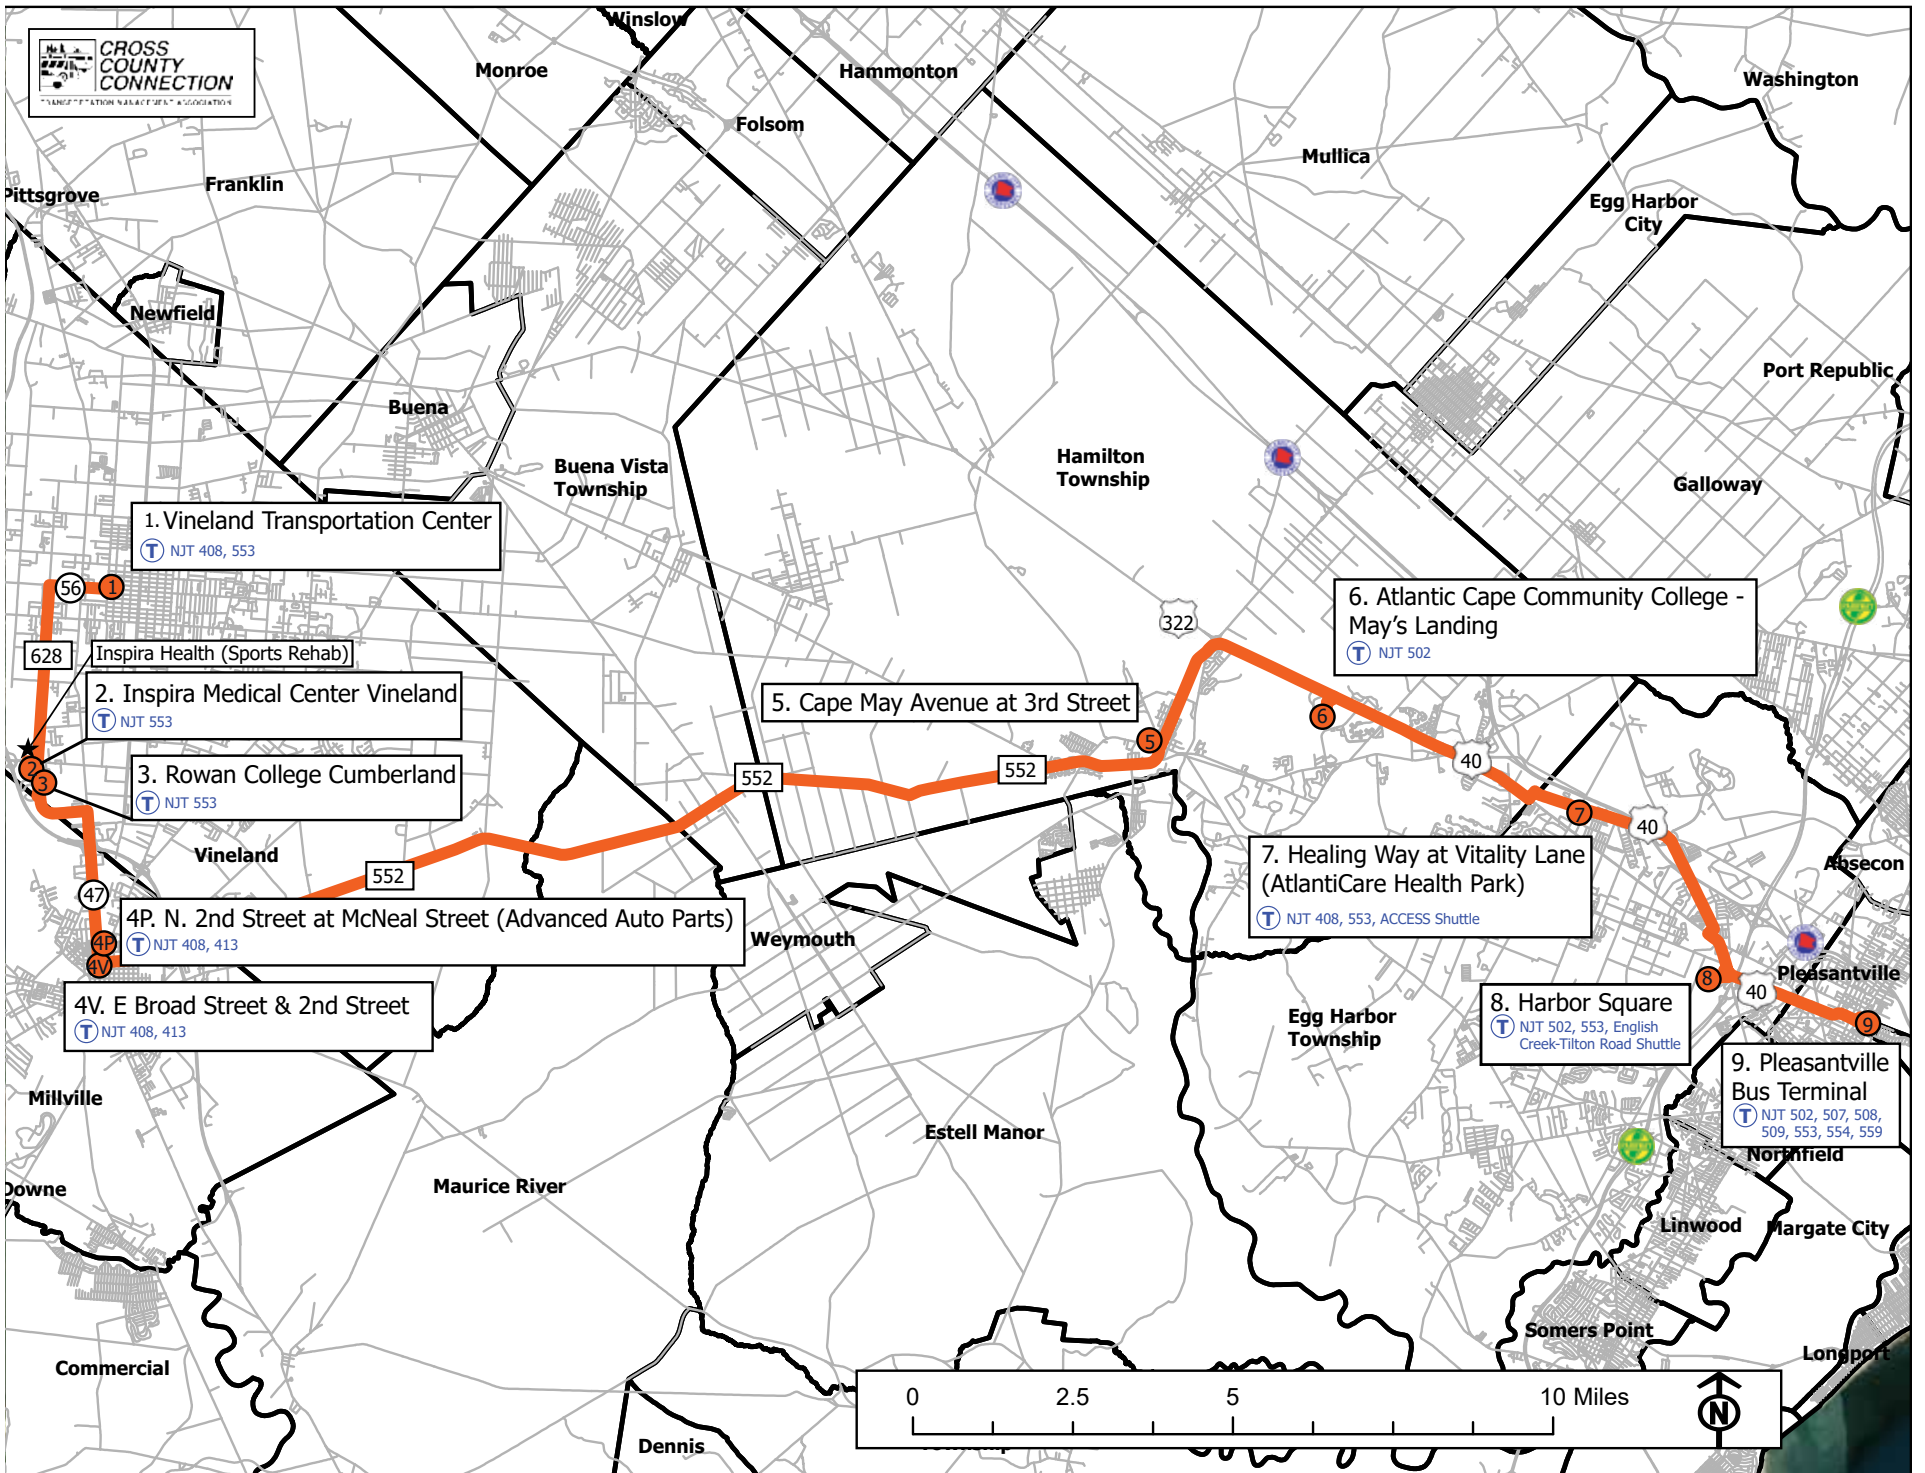 CROSS
COUNTY
CONNECTION
Winslow
Monroe
Hammonton
Washington
Folsom
Mullica
Franklin
Pittsgrove
Egg Harbor
City
Newfield
Port Republic
Buena
Buena Vista
Township
Hamilton
Township
Galloway
1. Vineland Transportation Center
T NJT 408, 553
56
1
322
6. Atlantic Cape Community College -
May's Landing
T NJT 502
628
Inspira Health (Sports Rehab)
2. Inspira Medical Center Vineland
T NJT 553
5. Cape May Avenue at 3rd Street
6
5
2
3
3. Rowan College Cumberland
T NJT 553
552
552
40
7
40
Vineland
552
7. Healing Way at Vitality Lane
(AtlantiCare Health Park)
T NJT 408, 553, ACCESS Shuttle
Absecon
47
4P. N. 2nd Street at McNeal Street (Advanced Auto Parts)
T NJT 408, 413
4P
4V
Weymouth
Pleasantville
8
40
9
4V. E Broad Street & 2nd Street
T NJT 408, 413
8. Harbor Square
T NJT 502, 553, English
Creek-Tilton Road Shuttle
Egg Harbor
Township
9. Pleasantville
Bus Terminal
T NJT 502, 507, 508,
509, 553, 554, 559
Millville
Estell Manor
Northfield
Downe
Maurice River
Linwood
Margate City
Somers Point
Longport
Commercial
0 2.5 5 10 Miles
N
Dennis